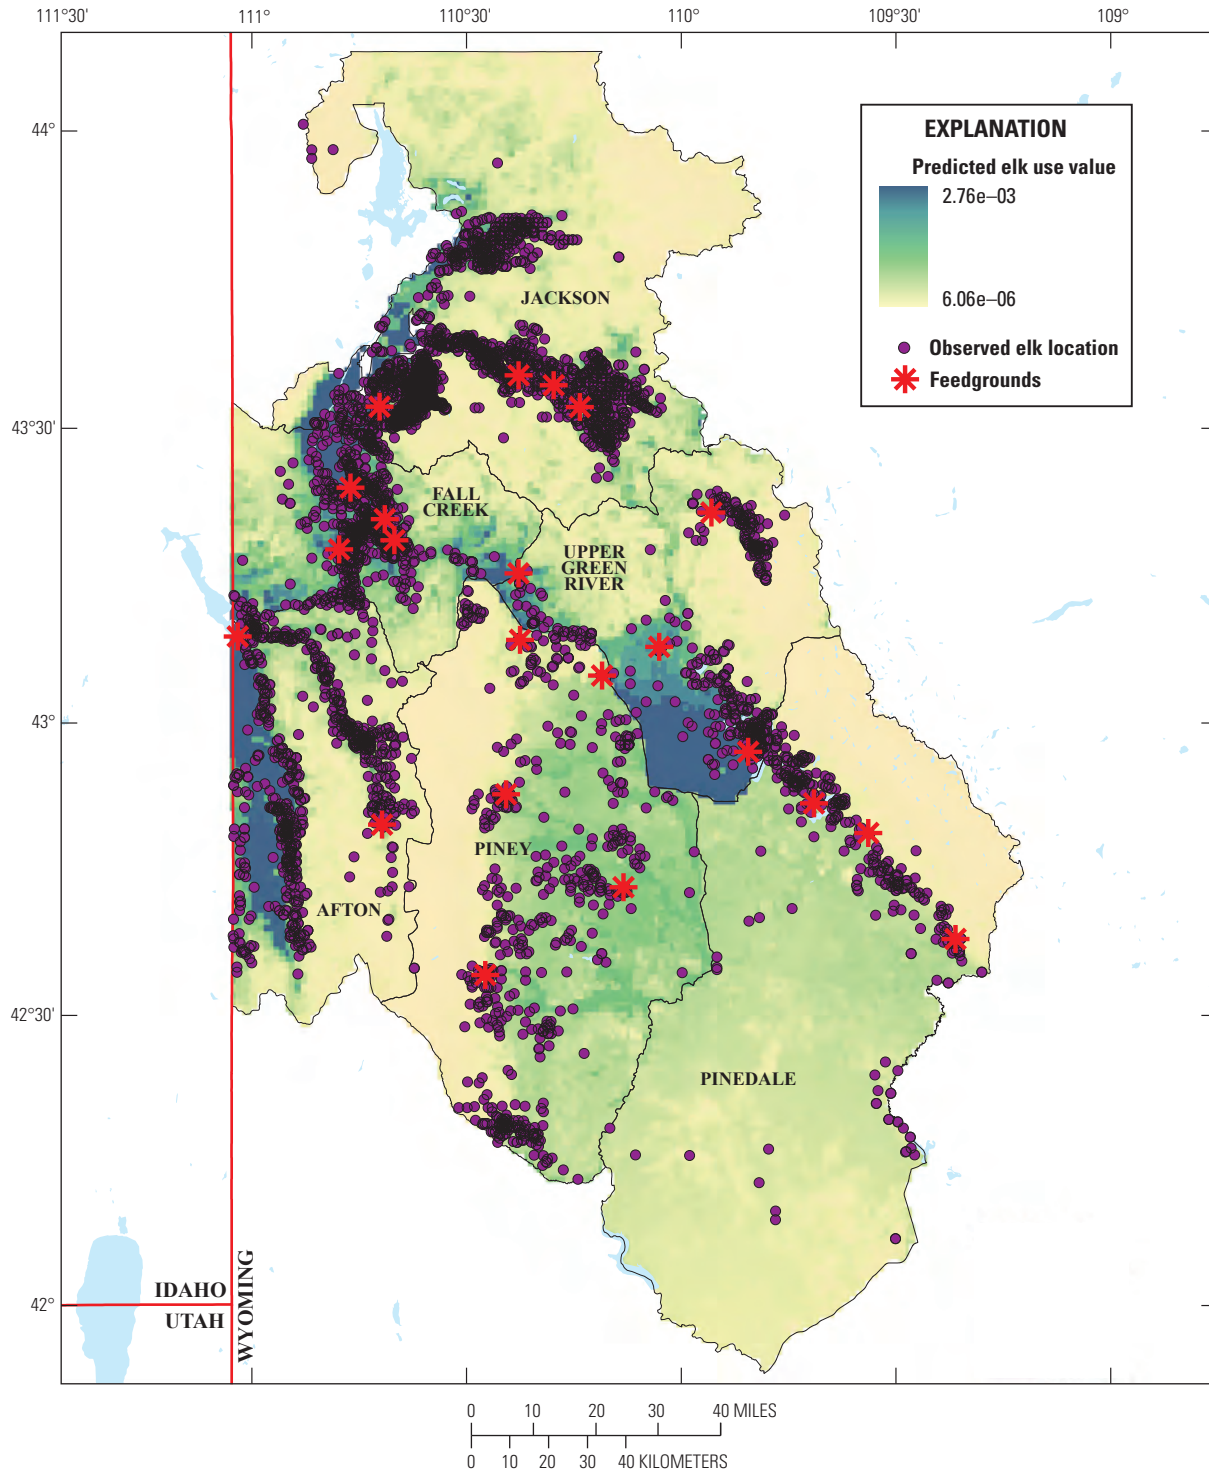 111°30'
111°
110°30'
110°
109°30'
109°
44°
43°30'
43°
42°30'
42°
EXPLANATION
Predicted elk use value
2.76e–03
6.06e–06
Observed elk location
Feedgrounds
JACKSON
FALL
CREEK
UPPER
GREEN
RIVER
PINEY
AFTON
PINEDALE
IDAHO
UTAH
WYOMING
0 10 20 30 40 MILES
0 10 20 30 40 KILOMETERS